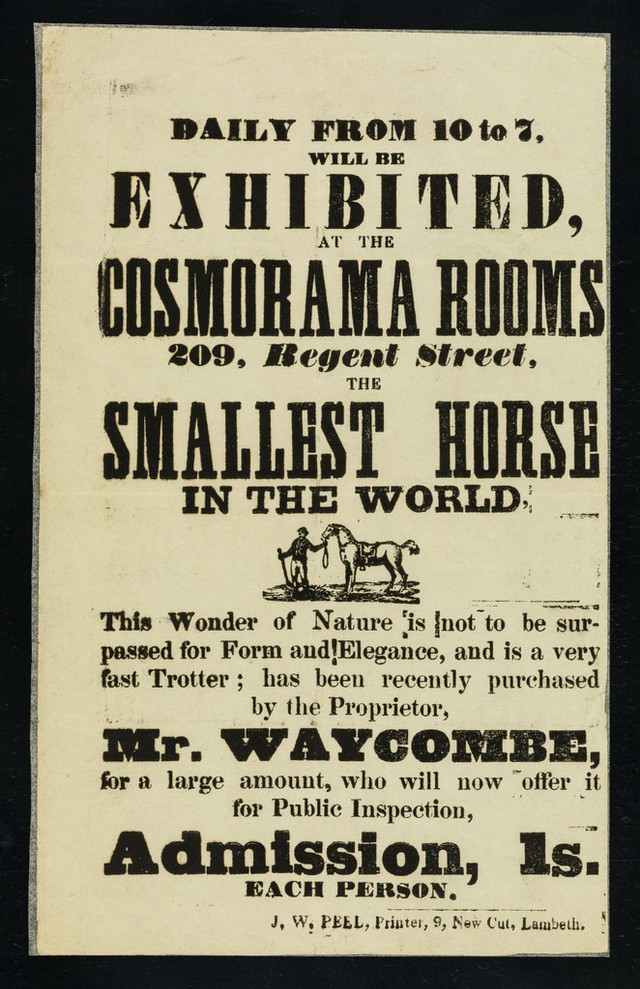 DAILY FROM 10 to 7,
WILL BE
EXHIBITED,
AT THE
COSMORAMA ROOMS
209, Regent Street,
THE
SMALLEST HORSE
IN THE WORLD,
This Wonder of Nature is not to be sur-
passed for Form and Elegance, and is a very
fast Trotter; has been recently purchased
by the Proprietor,
Mr. WAYCOMBE,
for a large amount, who will now offer it
for Public Inspection,
Admission, 1s.
EACH PERSON.
J. W. PEEL, Printer, 9, New Cut, Lambeth.